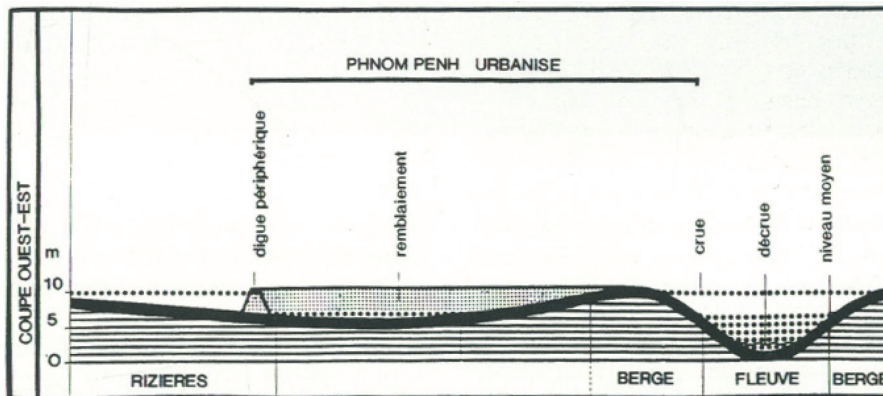 PHNOM PENH URBANISE
COUPE OUEST-EST
digue périphérique
remblaiement
crue
décrue
niveau moyen
m
10
5
0
RIZIERES
BERGE
FLEUVE
BERGE